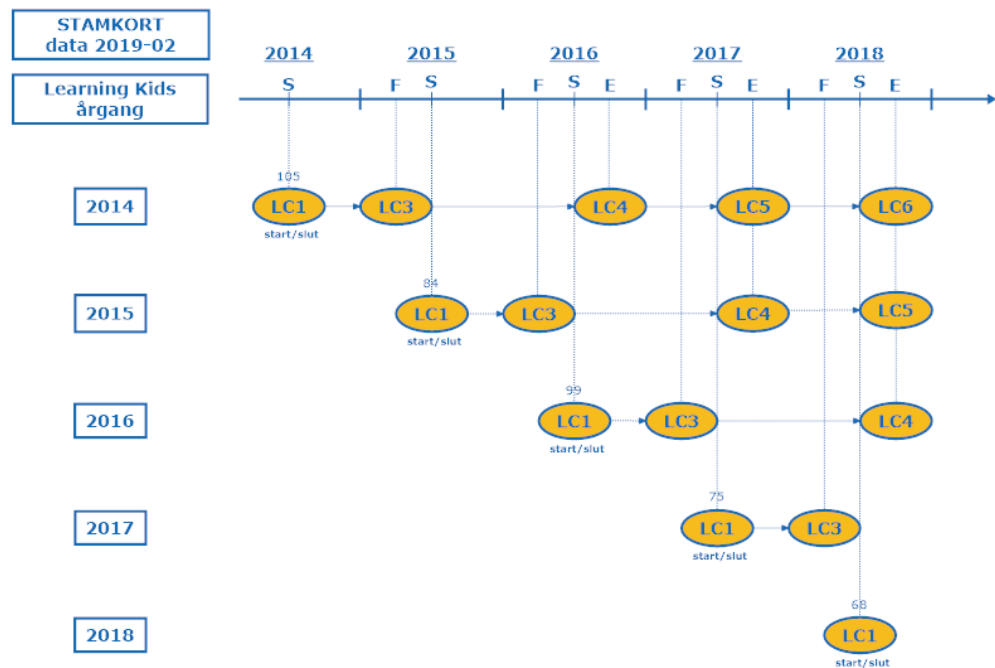 STAMKORT
data 2019-02
2014
2015
2016
2017
2018
Learning Kids
årgang
S
F
S
F
S
E
F
S
E
F
S
E
105
2014
LC1
LC3
LC4
LC5
LC6
start/slut
84
2015
LC1
LC3
LC4
LC5
start/slut
99
2016
LC1
LC3
LC4
start/slut
75
2017
LC1
LC3
start/slut
68
2018
LC1
start/slut